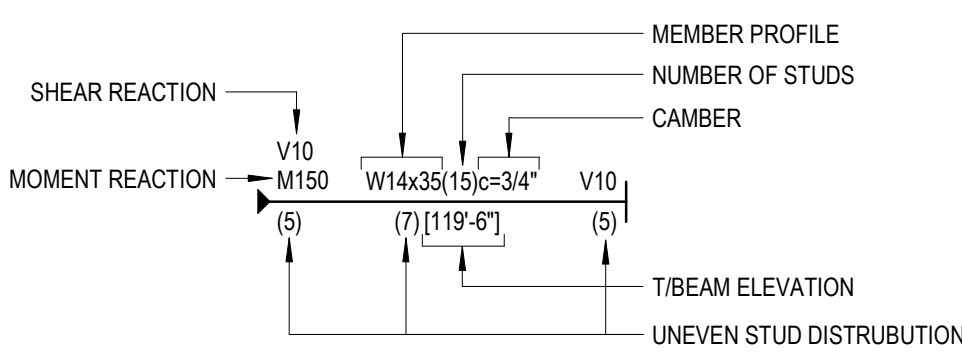 MEMBER PROFILE
NUMBER OF STUDS
CAMBER
SHEAR REACTION
V10
MOMENT REACTION M150 W14x35(15)c=3/4" V10
(5) (7) [119'-6"] (5)
T/BEAM ELEVATION
UNEVEN STUD DISTRUBUTION